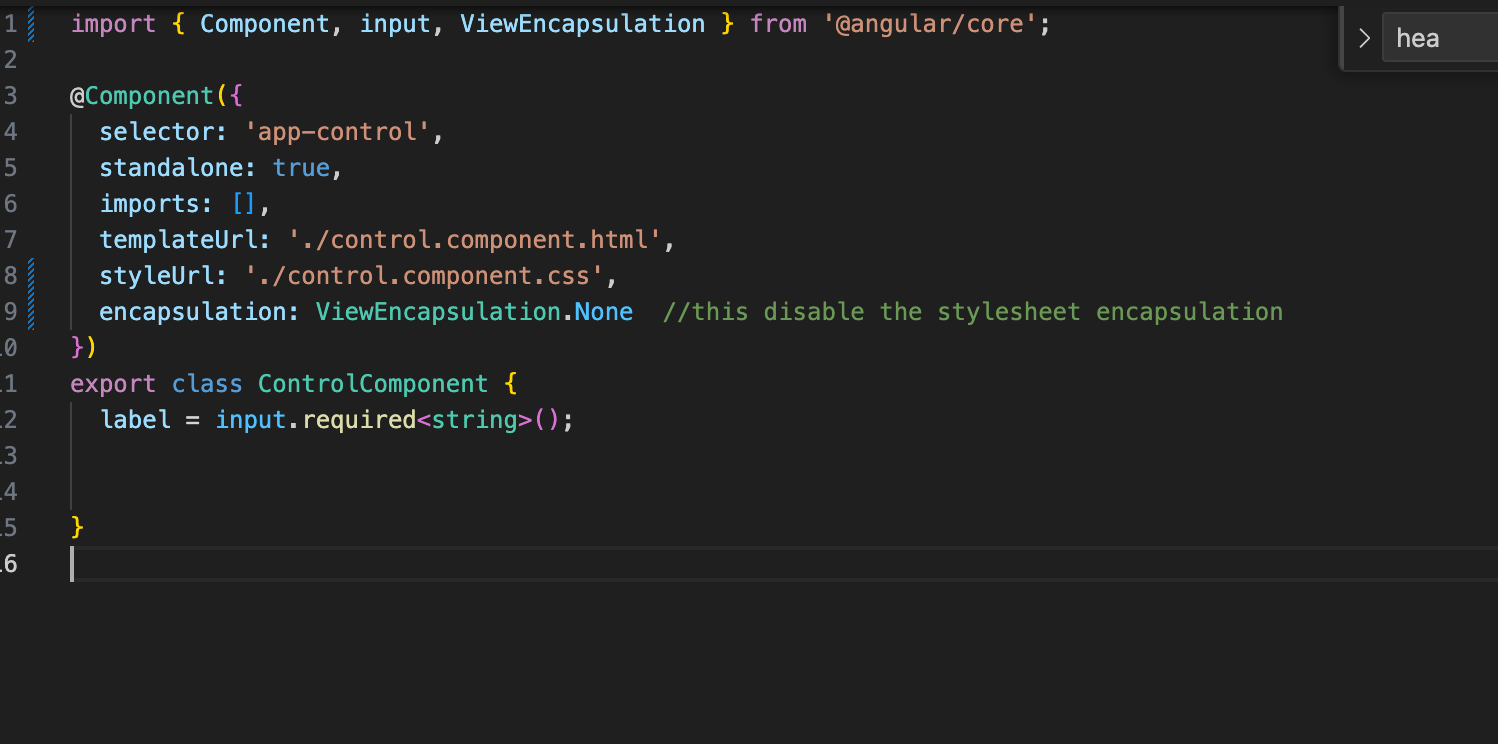 1 import { Component, input, ViewEncapsulation } from '@angular/core';
hea
2
3 @Component({
4   selector: 'app-control',
5   standalone: true,
6   imports: [],
7   templateUrl: './control.component.html',
8   styleUrl: './control.component.css',
9   encapsulation: ViewEncapsulation.None  //this disable the stylesheet encapsulation
10 })
11 export class ControlComponent {
12   label = input.required<string>();
13
14
15 }
16